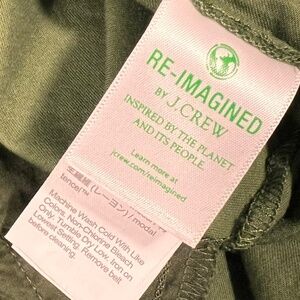 RE-IMAGINED
BY J.CREW
INSPIRED BY THE PLANET
AND ITS PEOPLE
Learn more at
jcrew.com/reimagined
(レーヨン) / modal
tencel™
Machine Wash Cold With Like
Colors. Non-Chlorine Bleach
Only. Tumble Dry Low. Iron on
Lowest Setting. Remove belt
before cleaning.